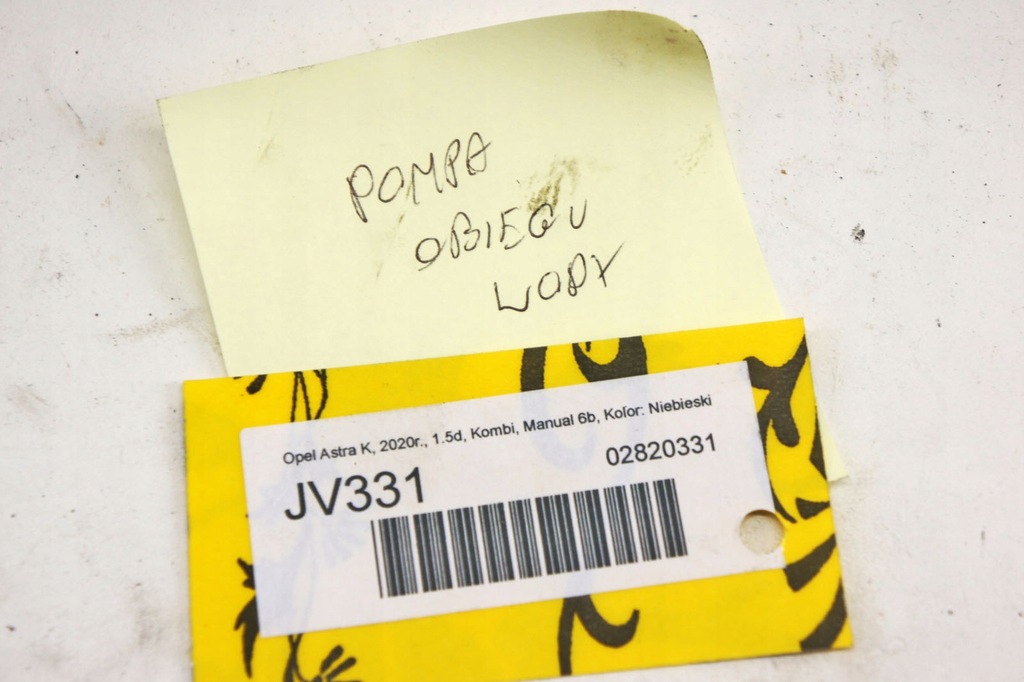 POMPA
OBIEGU
WODY
Opel Astra K, 2020r., 1.5d, Kombi, Manual 6b, Kolor: Niebieski
02820331
JV331